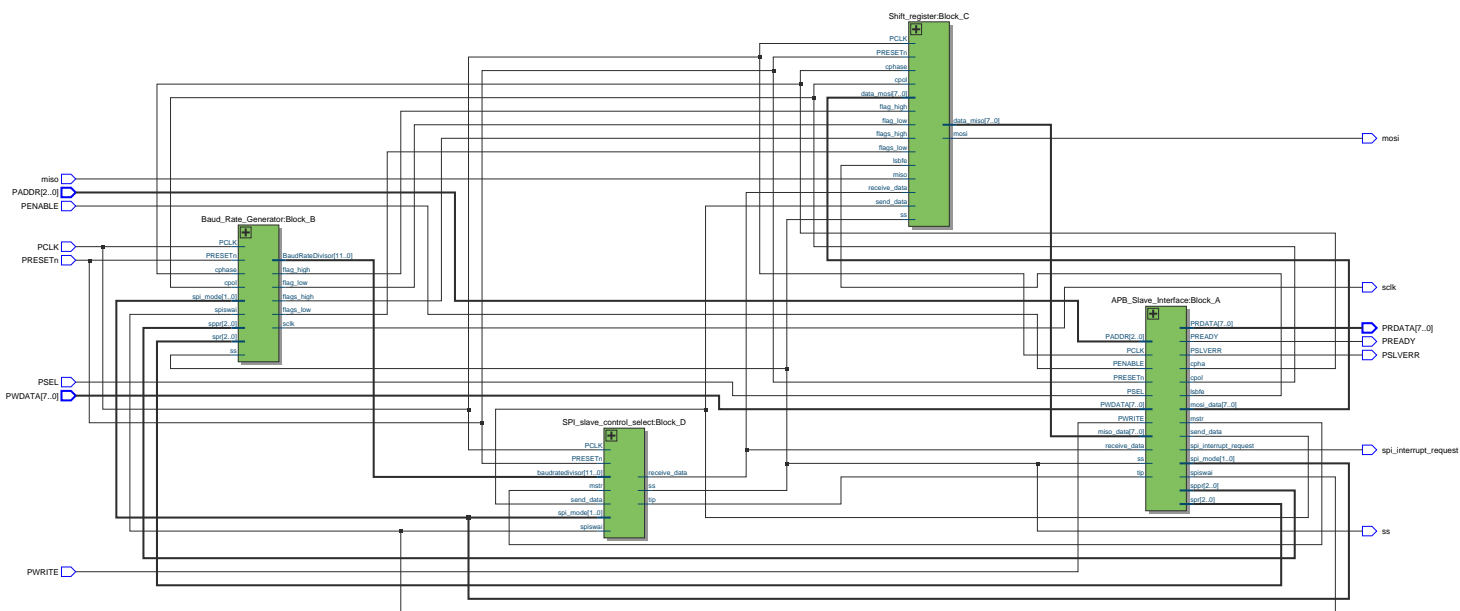 Shift_register:Block_C
PCLK
PRESETn
cphase
cpol
data_mosi[7..0]
flag_high
flag_low
flags_high
flags_low
lsbfe
miso
receive_data
send_data
ss
data_miso[7..0]
mosi
mosi
miso
PADDR[2..0]
PENABLE
PCLK
PRESETn
Baud_Rate_Generator:Block_B
PCLK
PRESETn
cphase
cpol
spi_mode[1..0]
spiswai
sppr[2..0]
spr[2..0]
ss
BaudRateDivisor[11..0]
flag_high
flag_low
flags_high
flags_low
sclk
sclk
APB_Slave_Interface:Block_A
PADDR[2..0]
PCLK
PENABLE
PRESETn
PSEL
PWDATA[7..0]
PWRITE
miso_data[7..0]
receive_data
ss
tip
PRDATA[7..0]
PREADY
PSLVERR
cpha
cpol
lsbfe
mosi_data[7..0]
mstr
send_data
spi_interrupt_request
spi_mode[1..0]
spiswai
sppr[2..0]
spr[2..0]
PRDATA[7..0]
PREADY
PSLVERR
PSEL
PWDATA[7..0]
SPI_slave_control_select:Block_D
PCLK
PRESETn
baudratedivisor[11..0]
mstr
send_data
spi_mode[1..0]
spiswai
receive_data
ss
tip
spi_interrupt_request
ss
PWRITE